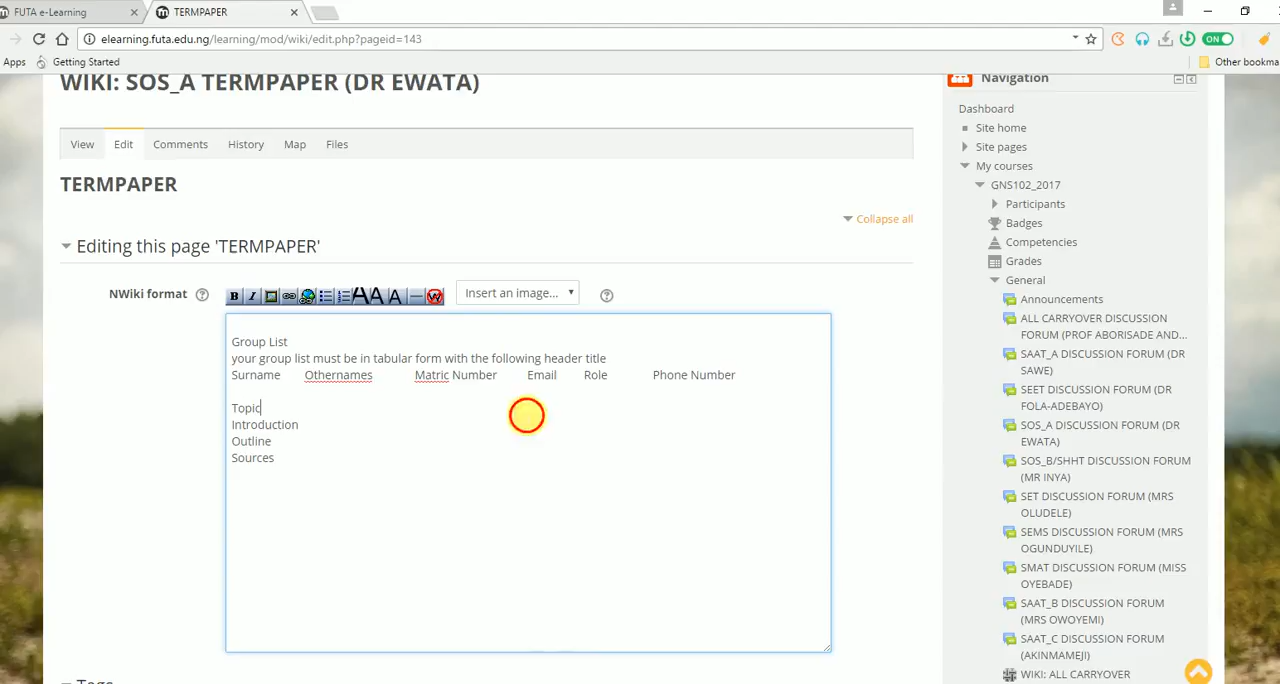 FUTA e-Learning
TERMPAPER
elearning.futa.edu.ng/learning/mod/wiki/edit.php?pageid=143
ON
Apps
Getting Started
Other bookma
WIKI: SOS_A TERMPAPER (DR EWATA)
View
Edit
Comments
History
Map
Files
TERMPAPER
Collapse all
Editing this page 'TERMPAPER'
NWiki format
B
I
AAA
W
Insert an image...
Group List
your group list must be in tabular form with the following header title
Surname Othernames Matric Number Email Role Phone Number
Topic
Introduction
Outline
Sources
Navigation
Dashboard
Site home
Site pages
My courses
GNS102_2017
Participants
Badges
Competencies
Grades
General
Announcements
ALL CARRYOVER DISCUSSION
FORUM (PROF ABORISADE AND...
SAAT_A DISCUSSION FORUM (DR
SAWE)
SEET DISCUSSION FORUM (DR
FOLA-ADEBAYO)
SOS_A DISCUSSION FORUM (DR
EWATA)
SOS_B/SHHT DISCUSSION FORUM
(MR INYA)
SET DISCUSSION FORUM (MRS
OLUDELE)
SEMS DISCUSSION FORUM (MRS
OGUNDUYILE)
SMAT DISCUSSION FORUM (MISS
OYEBADE)
SAAT_B DISCUSSION FORUM
(MRS OWOYEMI)
SAAT_C DISCUSSION FORUM
(AKINMAMEJI)
WIKI: ALL CARRYOVER